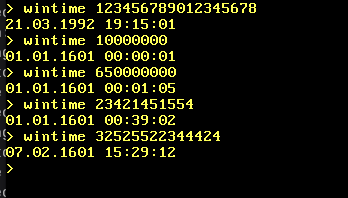 > wintime 123456789012345678
21.03.1992 19:15:01
> wintime 10000000
01.01.1601 00:00:01
> wintime 650000000
01.01.1601 00:01:05
> wintime 23421451554
01.01.1601 00:39:02
> wintime 32525522344424
07.02.1601 15:29:12
>